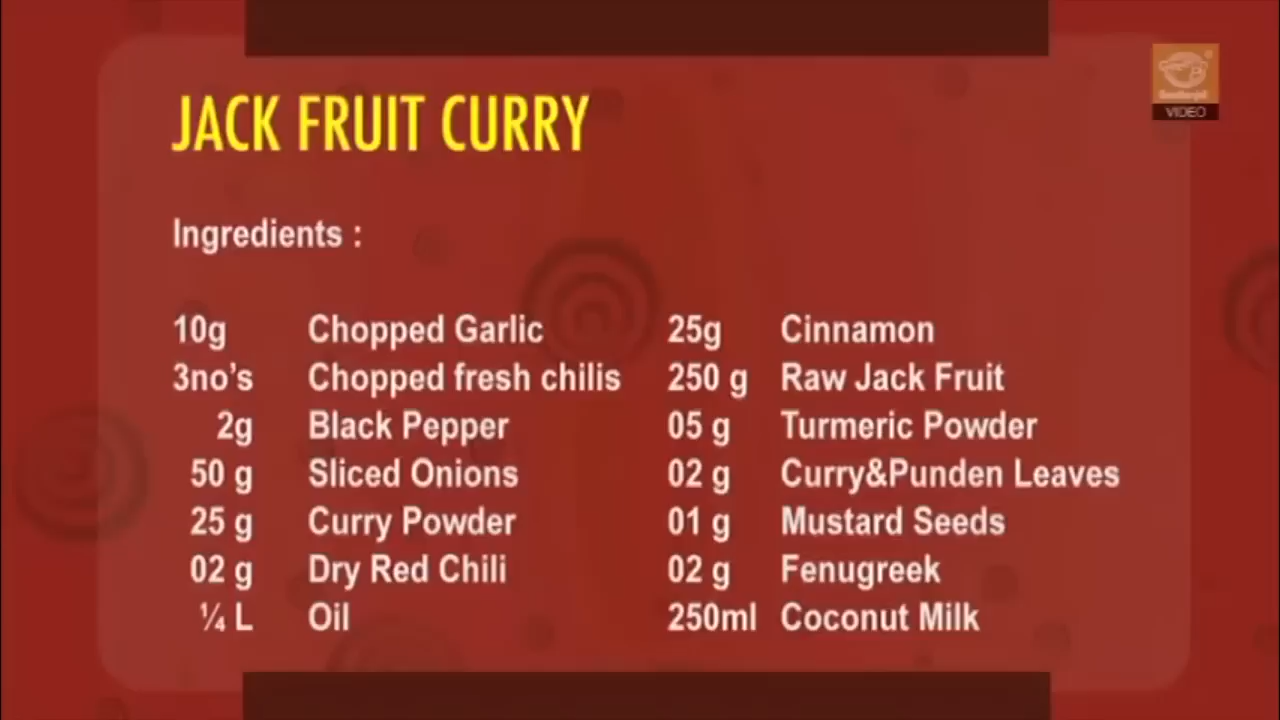 JACK FRUIT CURRY
VIDEO
Ingredients :
10g Chopped Garlic 25g Cinnamon
3no's Chopped fresh chilis 250 g Raw Jack Fruit
2g Black Pepper 05 g Turmeric Powder
50 g Sliced Onions 02 g Curry&Punden Leaves
25 g Curry Powder 01 g Mustard Seeds
02 g Dry Red Chili 02 g Fenugreek
¼ L Oil 250ml Coconut Milk